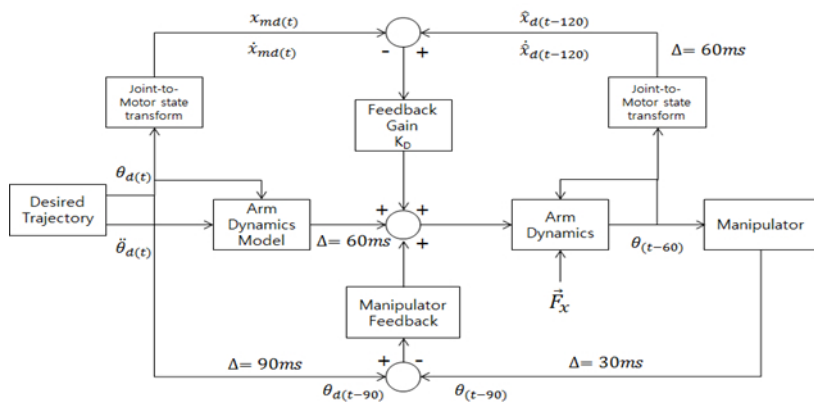 x_{md(t)}
ẋ_{md(t)}
-
+
x̂_{d(t−120)}
ẋ̂_{d(t−120)}
Δ= 60ms
Joint-to-
Motor state
transform
Feedback
Gain
K_D
Joint-to-
Motor state
transform
Desired
Trajectory
θ_{d(t)}
θ̈_{d(t)}
Arm
Dynamics
Model
Δ= 60ms
+
+
+
Arm
Dynamics
F⃗_x
θ_{(t−60)}
Manipulator
Manipulator
Feedback
Δ= 90ms
θ_{d(t−90)}
+
-
Δ= 30ms
θ_{(t−90)}